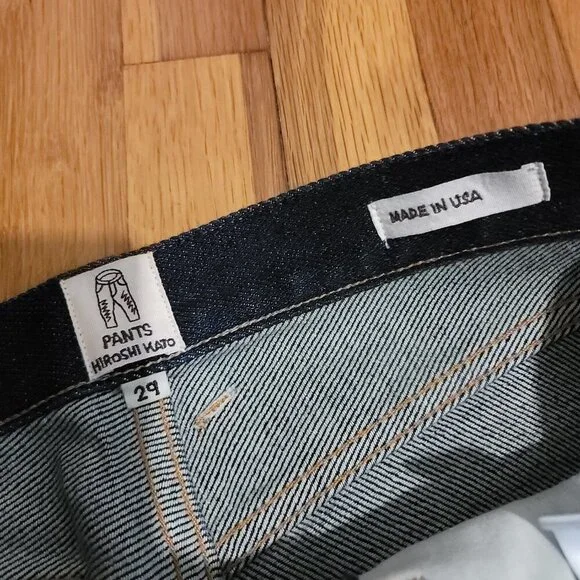 MADE IN USA
PANTS
HIROSHI KATO
29